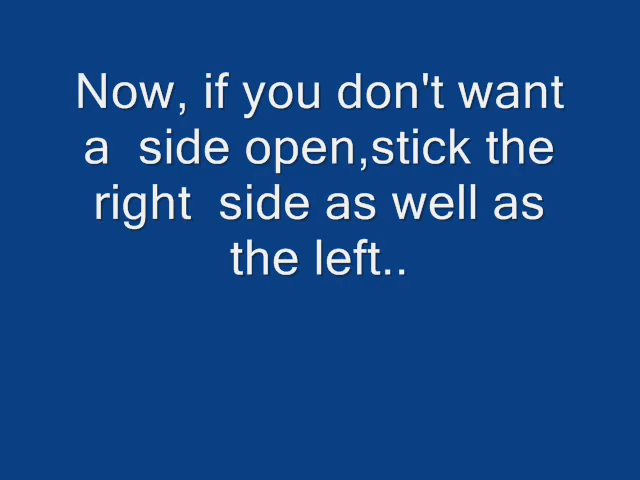 Now, if you don't want
a  side open,stick the
right  side as well as
the left..